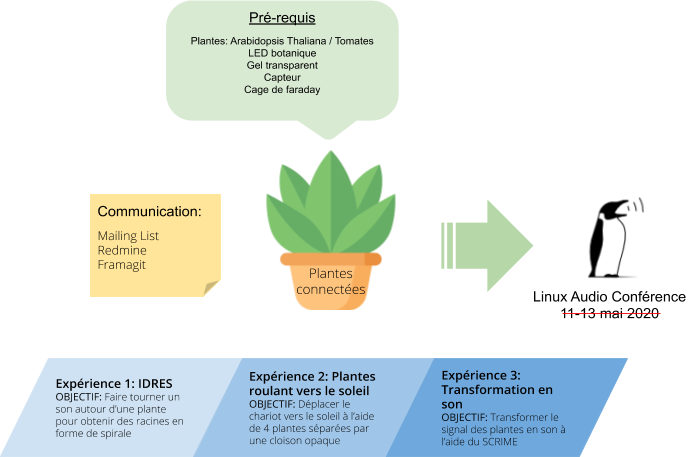 Pré-requis
Plantes: Arabidopsis Thaliana / Tomates
LED botanique
Gel transparent
Capteur
Cage de faraday
Communication:
Mailing List
Redmine
Framagit
Plantes
connectées
Linux Audio Conférence
11-13 mai 2020
Expérience 1: IDRES
OBJECTIF: Faire tourner un
son autour d'une plante
pour obtenir des racines en
forme de spirale
Expérience 2: Plantes
roulant vers le soleil
OBJECTIF: Déplacer le
chariot vers le soleil à l'aide
de 4 plantes séparées par
une cloison opaque
Expérience 3:
Transformation en
son
OBJECTIF: Transformer le
signal des plantes en son à
l'aide du SCRIME